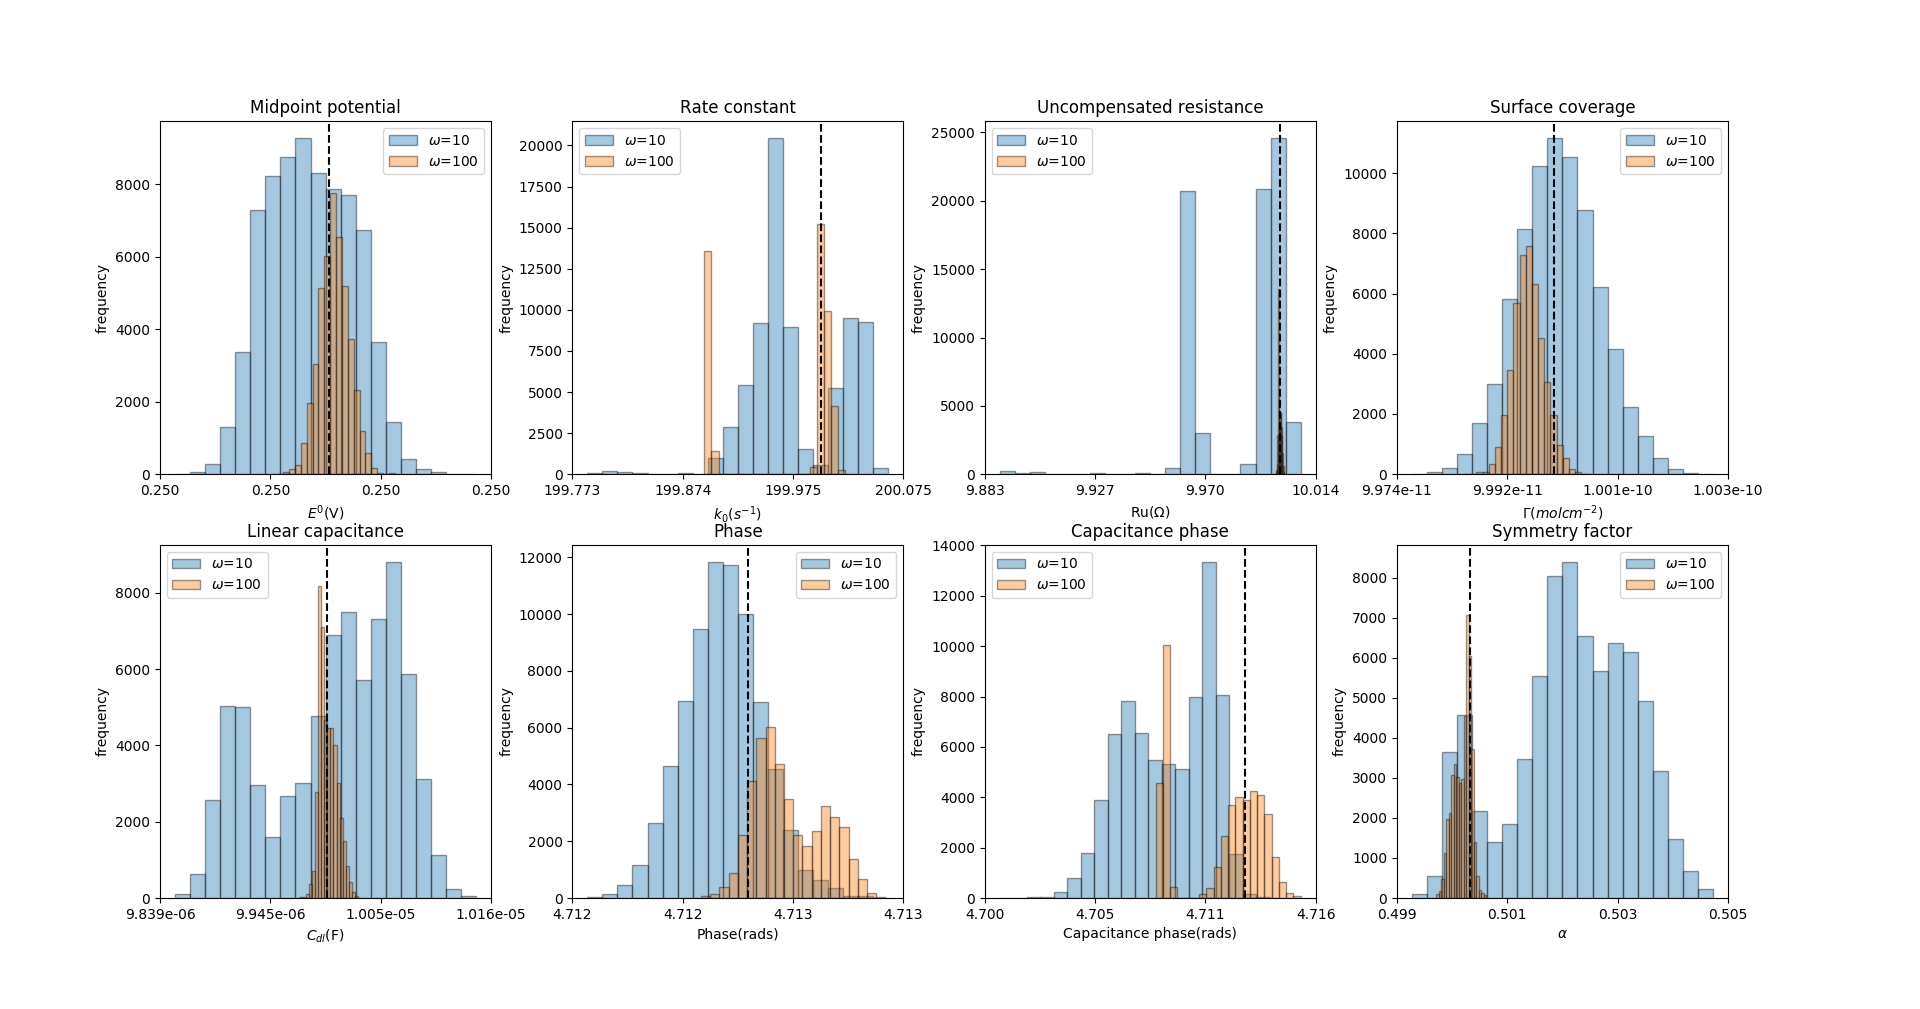 Midpoint potential
ω=10
ω=100
frequency
8000
6000
4000
2000
0
0.250 0.250 0.250 0.250
E⁰(V)
Rate constant
ω=10
ω=100
frequency
20000
17500
15000
12500
10000
7500
5000
2500
0
199.773 199.874 199.975 200.075
k₀(s⁻¹)
Uncompensated resistance
ω=10
ω=100
frequency
25000
20000
15000
10000
5000
0
9.883 9.927 9.970 10.014
Ru(Ω)
Surface coverage
ω=10
ω=100
frequency
10000
8000
6000
4000
2000
0
9.974e-11 9.992e-11 1.001e-10 1.003e-10
Γ(molcm⁻²)
Linear capacitance
ω=10
ω=100
frequency
8000
6000
4000
2000
0
9.839e-06 9.945e-06 1.005e-05 1.016e-05
C_dl(F)
Phase
ω=10
ω=100
frequency
12000
10000
8000
6000
4000
2000
0
4.712 4.712 4.713 4.713
Phase(rads)
Capacitance phase
ω=10
ω=100
frequency
14000
12000
10000
8000
6000
4000
2000
0
4.700 4.705 4.711 4.716
Capacitance phase(rads)
Symmetry factor
ω=10
ω=100
frequency
8000
7000
6000
5000
4000
3000
2000
1000
0
0.499 0.501 0.503 0.505
α